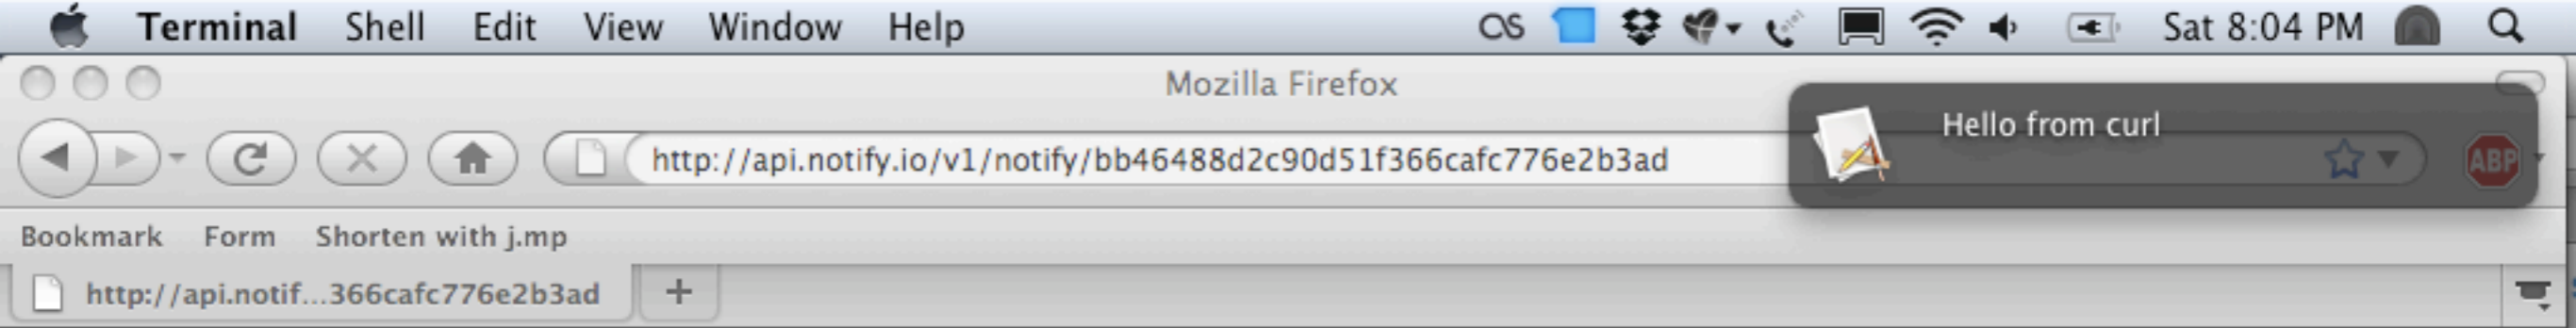 Terminal Shell Edit View Window Help Sat 8:04 PM
Mozilla Firefox
Hello from curl
http://api.notify.io/v1/notify/bb46488d2c90d51f366cafc776e2b3ad
ABP
Bookmark Form Shorten with j.mp
http://api.notif...366cafc776e2b3ad